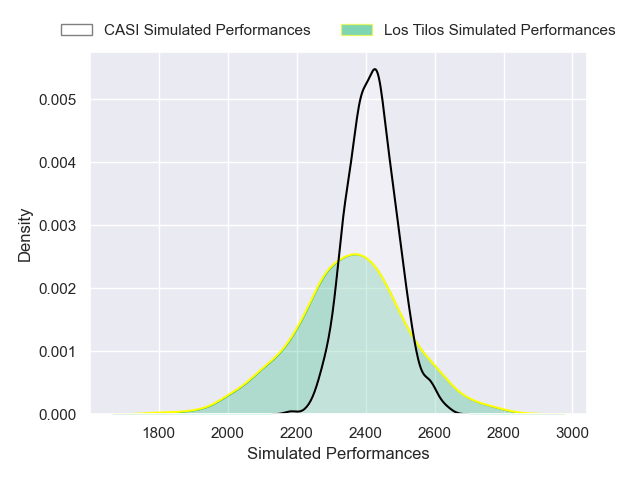 CASI Simulated Performances Los Tilos Simulated Performances
0.005
0.004
0.003
0.002
0.001
0.000
Density
1800 2000 2200 2400 2600 2800 3000
Simulated Performances